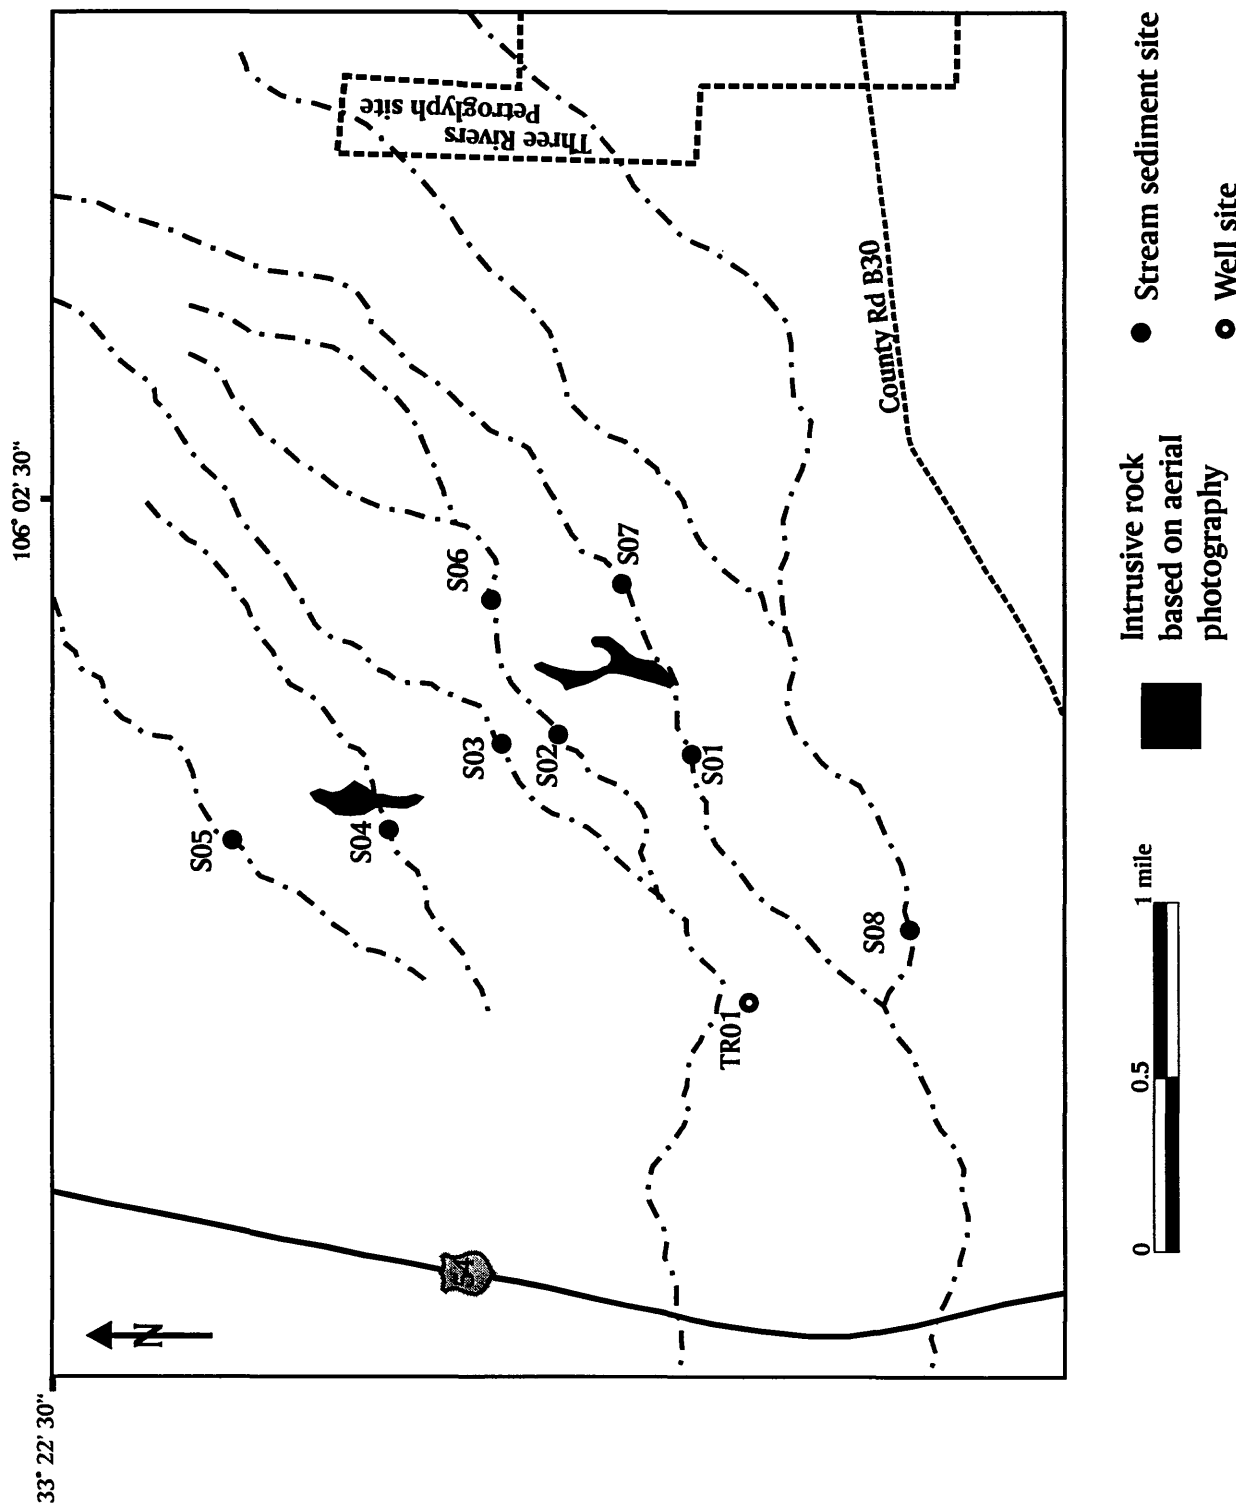 33° 22' 30"
106° 02' 30"
N
54
Three Rivers
Petroglyph site
County Rd B30
S05
S04
S03
S02
S06
S07
S01
S08
TR01
0
0.5
1 mile
Intrusive rock
based on aerial
photography
Stream sediment site
Well site